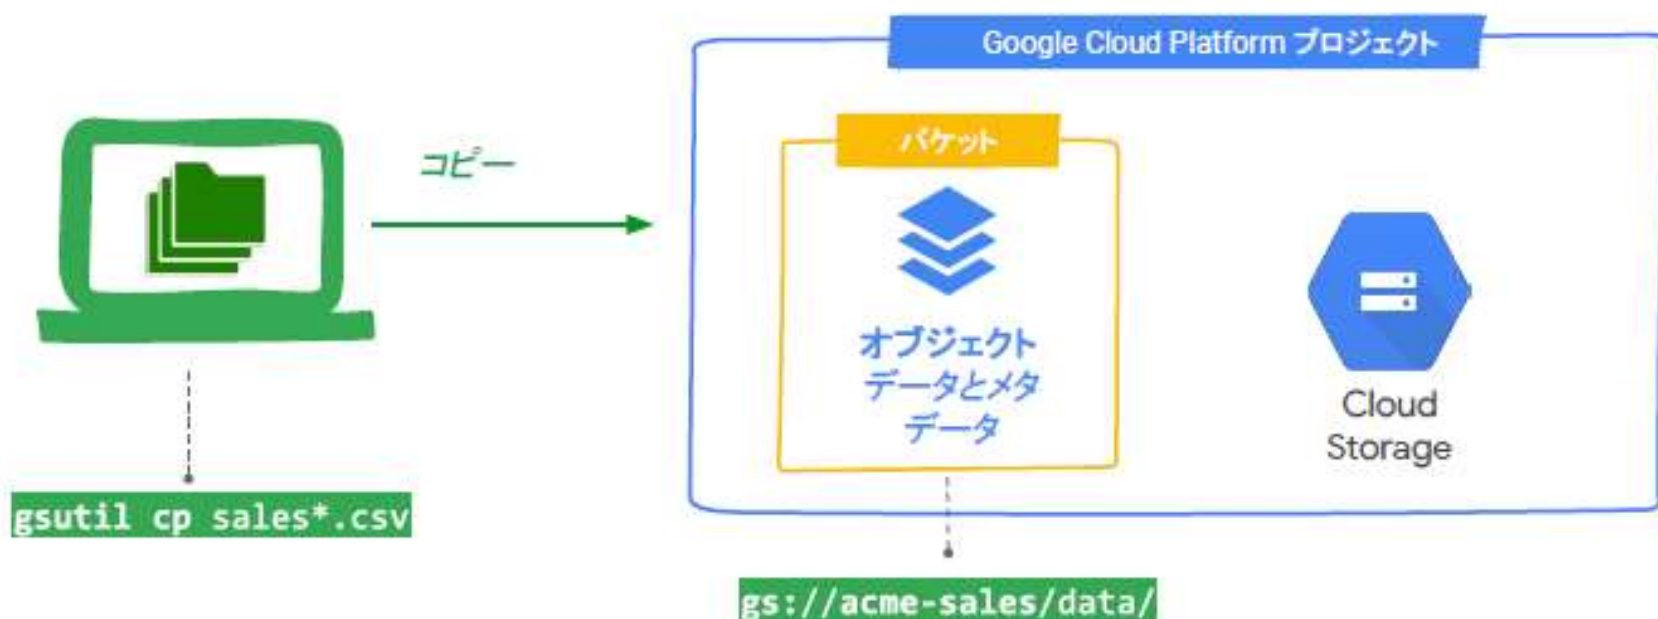 Google Cloud Platform プロジェクト
バケット
コピー
オブジェクト
データとメタ
データ
Cloud
Storage
gsutil cp sales*.csv
gs://acme-sales/data/